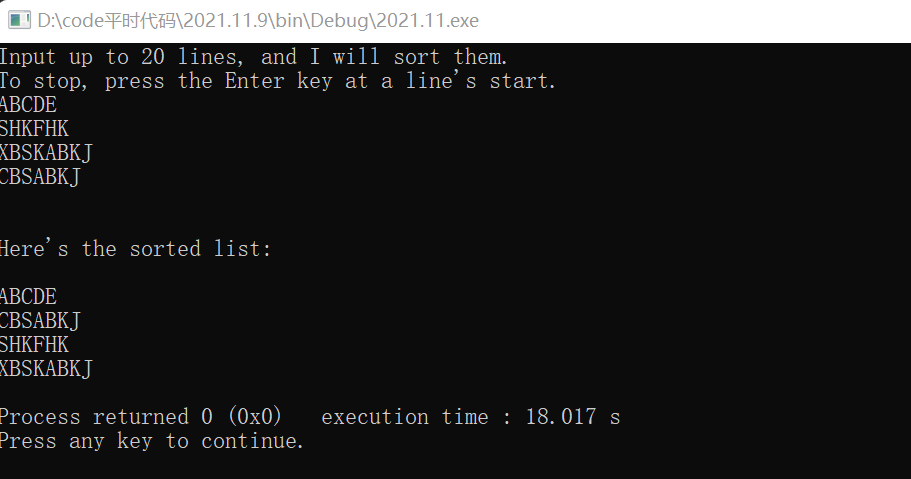 D:\code平时代码\2021.11.9\bin\Debug\2021.11.exe
Input up to 20 lines, and I will sort them.
To stop, press the Enter key at a line's start.
ABCDE
SHKFHK
XBSKABKJ
CBSABKJ
Here's the sorted list:
ABCDE
CBSABKJ
SHKFHK
XBSKABKJ
Process returned 0 (0x0)   execution time : 18.017 s
Press any key to continue.